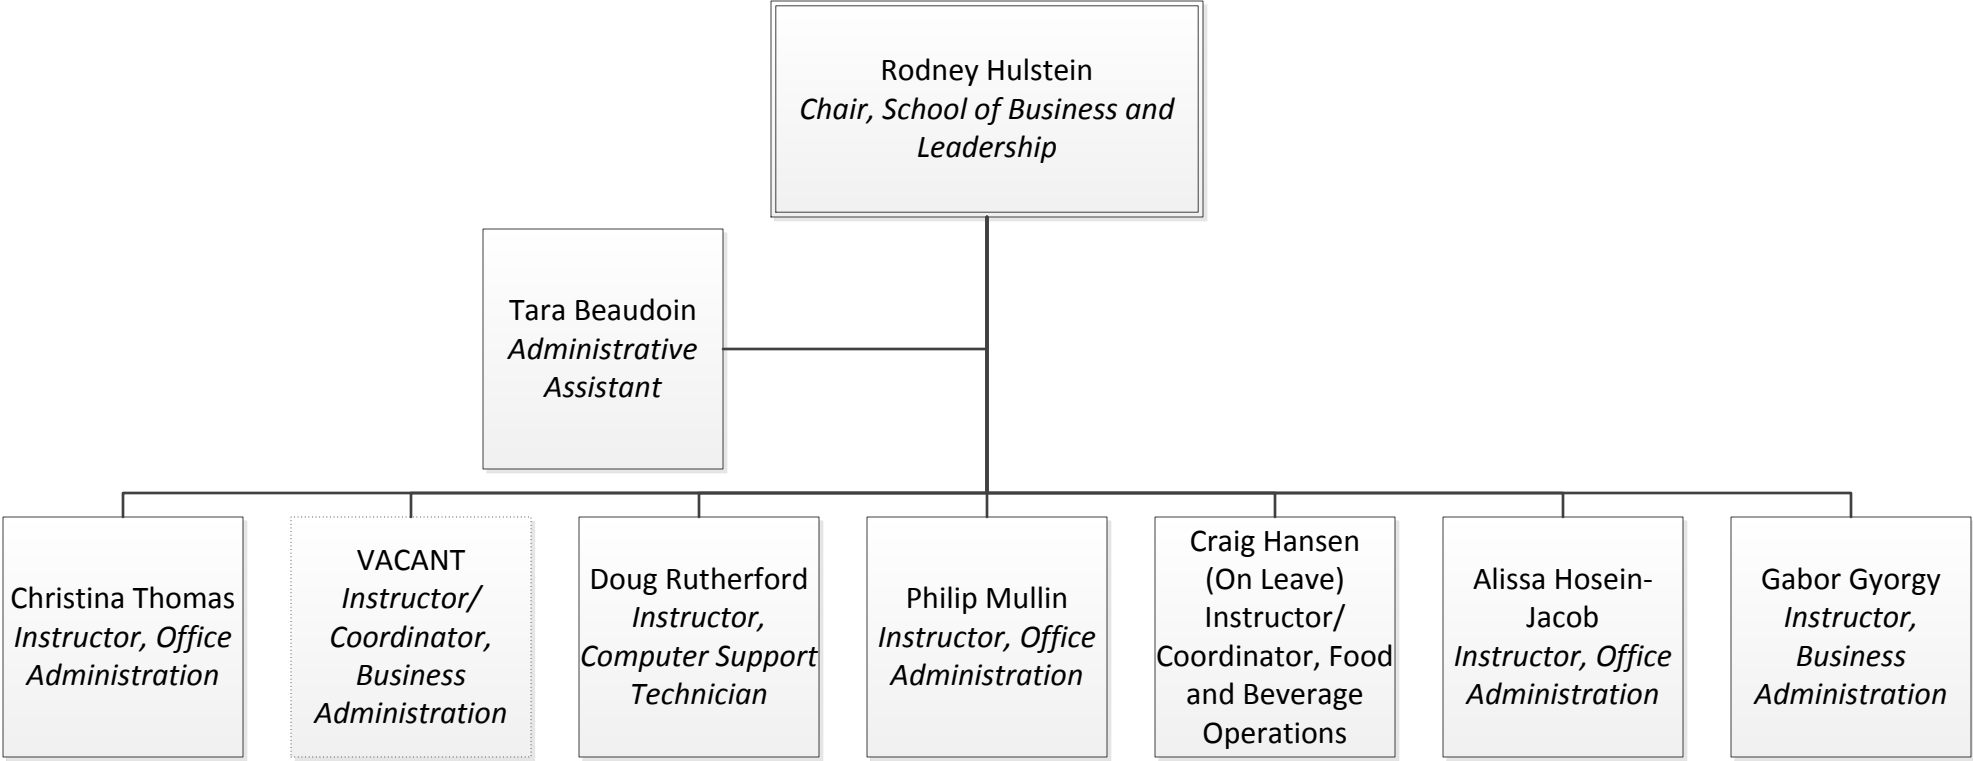 Rodney Hulstein
Chair, School of Business and
Leadership
Tara Beaudoin
Administrative
Assistant
Christina Thomas
Instructor, Office
Administration
VACANT
Instructor/
Coordinator,
Business
Administration
Doug Rutherford
Instructor,
Computer Support
Technician
Philip Mullin
Instructor, Office
Administration
Craig Hansen
(On Leave)
Instructor/
Coordinator, Food
and Beverage
Operations
Alissa Hosein-
Jacob
Instructor, Office
Administration
Gabor Gyorgy
Instructor,
Business
Administration